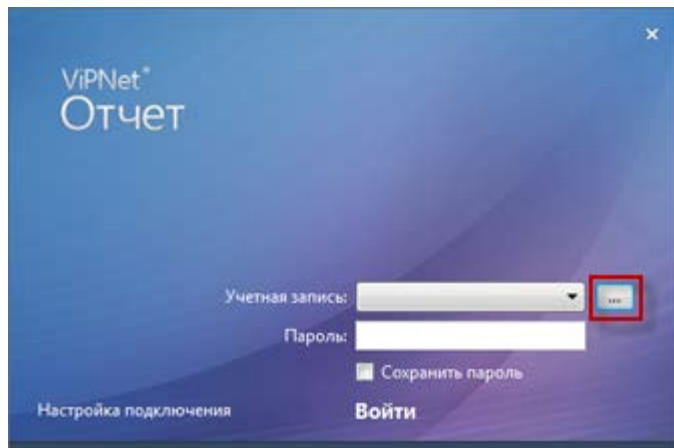 ViPNet®
Отчет
Учетная запись:
...
Пароль:
Сохранить пароль
Настройка подключения
Войти